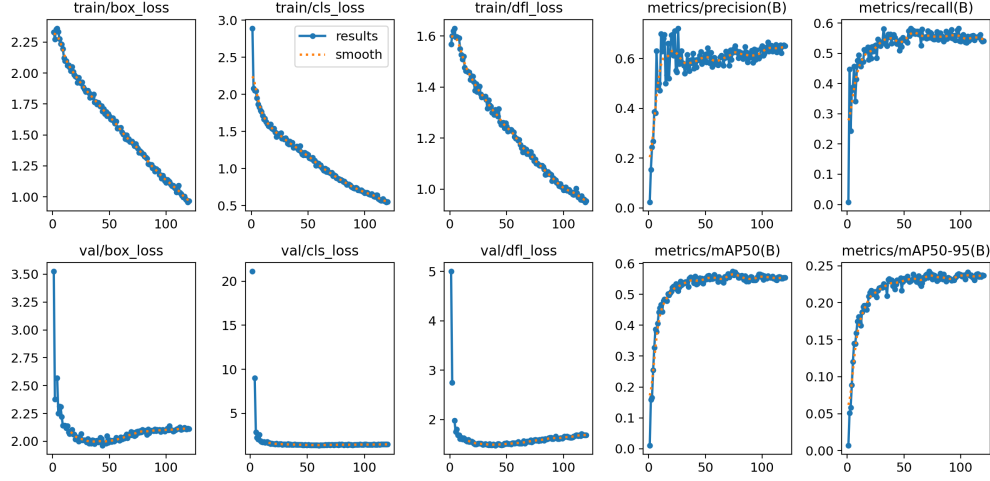 train/box_loss
2.25
2.00
1.75
1.50
1.25
1.00
0 50 100
train/cls_loss
3.0
2.5
2.0
1.5
1.0
0.5
0 50 100
results
smooth
train/dfl_loss
1.6
1.4
1.2
1.0
0 50 100
metrics/precision(B)
0.6
0.4
0.2
0.0
0 50 100
metrics/recall(B)
0.6
0.5
0.4
0.3
0.2
0.1
0.0
0 50 100
val/box_loss
3.50
3.25
3.00
2.75
2.50
2.25
2.00
0 50 100
val/cls_loss
20
15
10
5
0 50 100
val/dfl_loss
5
4
3
2
0 50 100
metrics/mAP50(B)
0.6
0.5
0.4
0.3
0.2
0.1
0.0
0 50 100
metrics/mAP50-95(B)
0.25
0.20
0.15
0.10
0.05
0.00
0 50 100